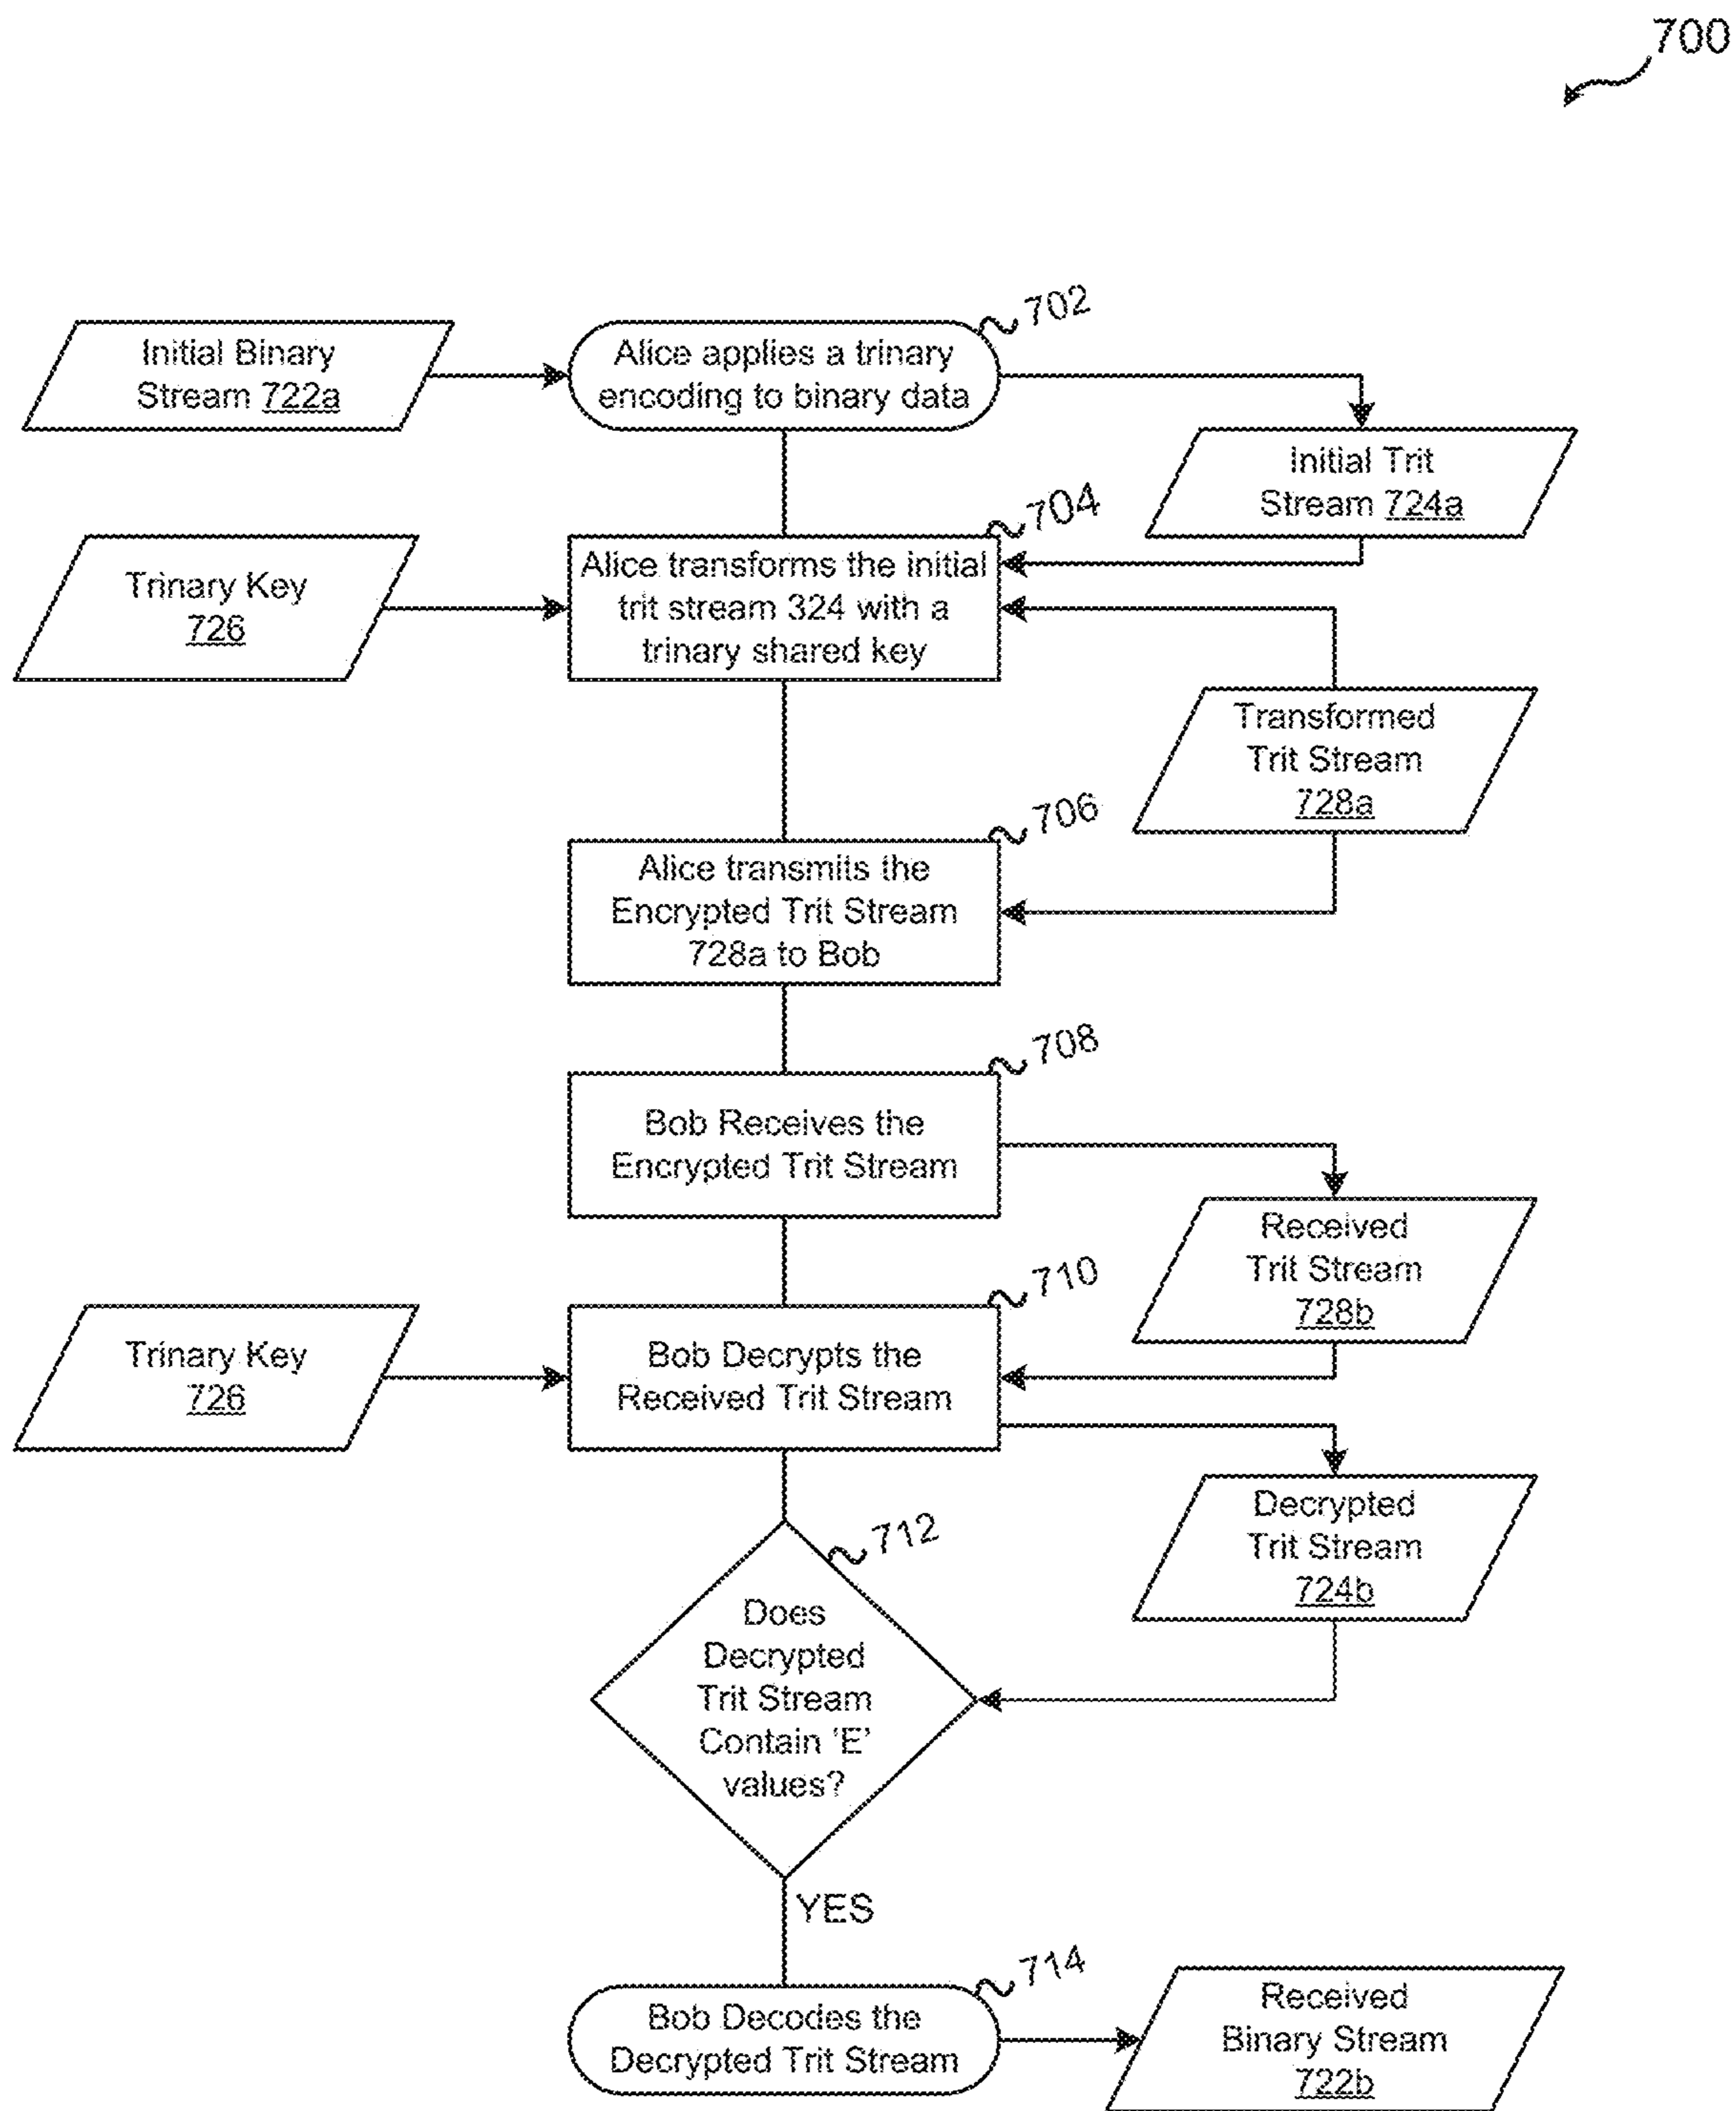 700
702
Initial Binary
Stream 722a
Alice applies a trinary
encoding to binary data
Initial Trit
Stream 724a
704
Trinary Key
726
Alice transforms the initial
trit stream 324 with a
trinary shared key
Transformed
Trit Stream
728a
706
Alice transmits the
Encrypted Trit Stream
728a to Bob
708
Bob Receives the
Encrypted Trit Stream
Received
Trit Stream
728b
710
Trinary Key
726
Bob Decrypts the
Received Trit Stream
Decrypted
Trit Stream
724b
712
Does
Decrypted
Trit Stream
Contain 'E'
values?
YES
714
Bob Decodes the
Decrypted Trit Stream
Received
Binary Stream
722b